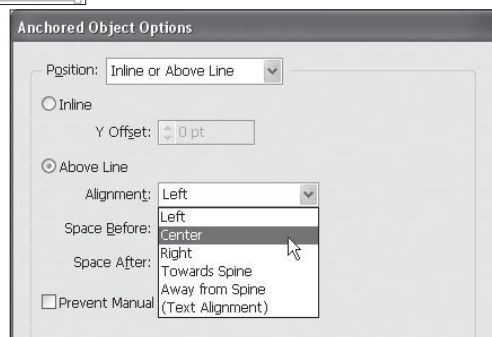 Anchored Object Options
Position: Inline or Above Line
Inline
Y Offset: 0 pt
Above Line
Alignment: Left
Left
Space Before:
Center
Right
Space After:
Towards Spine
Away from Spine
Prevent Manual
(Text Alignment)